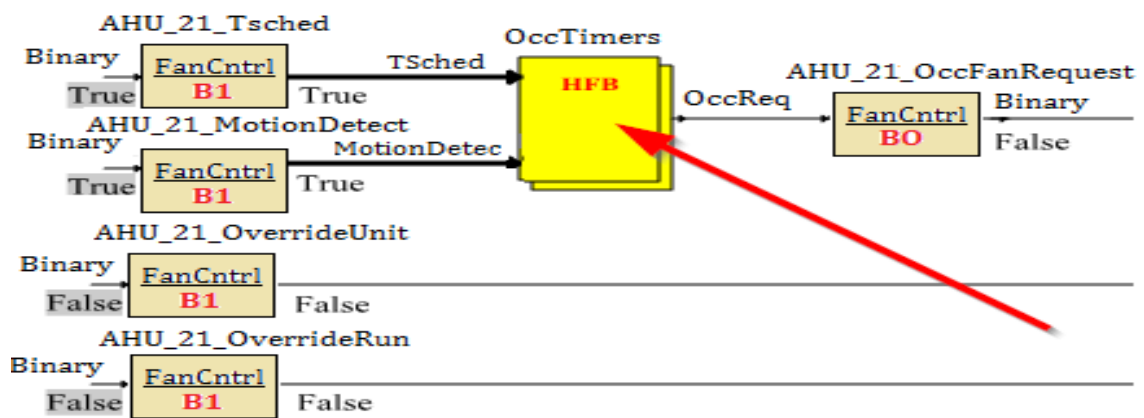 AHU_21_Tsched
Binary
FanCntrl
B1
True
True
TSched
OccTimers
HFB
AHU_21_MotionDetect
Binary
FanCntrl
B1
True
True
MotionDetec
OccReq
AHU_21_OccFanRequest
FanCntrl
BO
Binary
False
AHU_21_OverrideUnit
Binary
FanCntrl
B1
False
False
AHU_21_OverrideRun
Binary
FanCntrl
B1
False
False